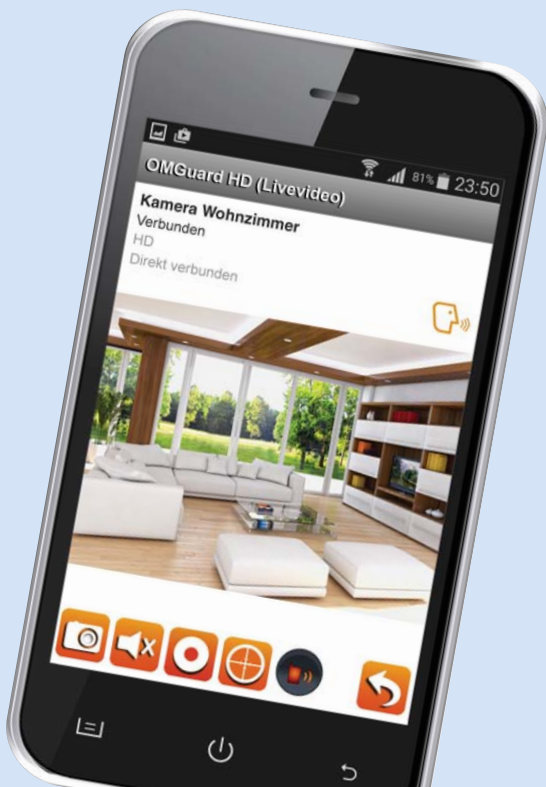 81% 23:50
OMGuard HD (Livevideo)
Kamera Wohnzimmer
Verbunden
HD
Direkt verbunden